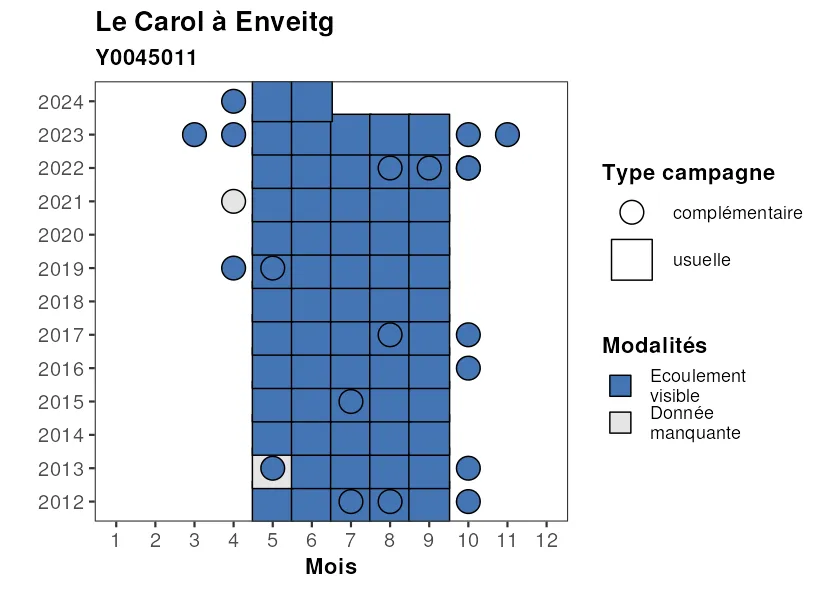 Le Carol à Enveitg
Y0045011
2024
2023
2022
2021
2020
2019
2018
2017
2016
2015
2014
2013
2012
1 2 3 4 5 6 7 8 9 10 11 12
Mois
Type campagne
complémentaire
usuelle
Modalités
Ecoulement
visible
Donnée
manquante